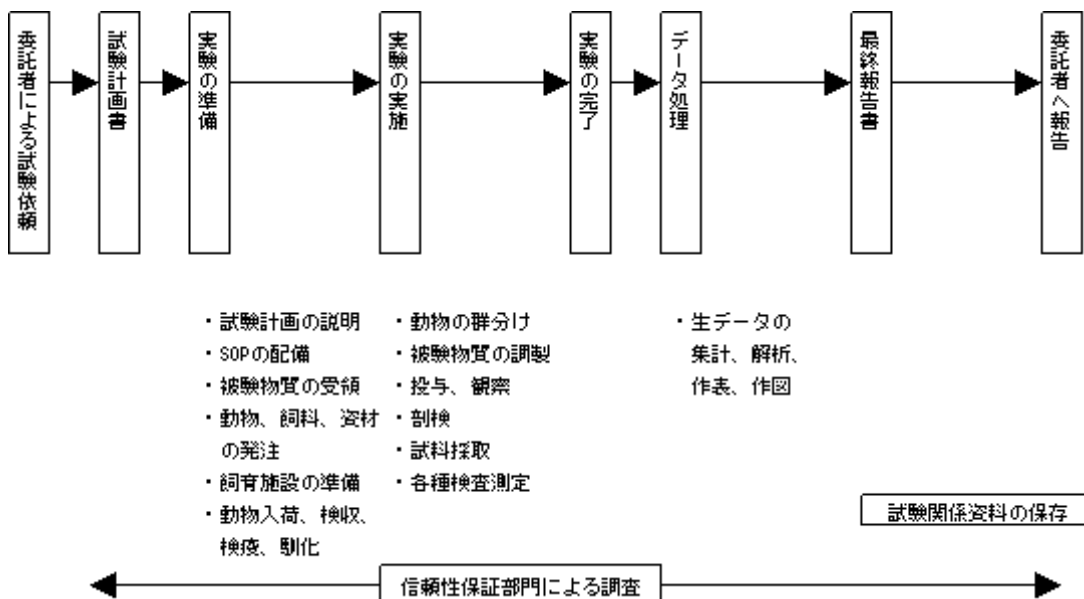 委託者による試験依頼
試験計画書
実験の準備
実験の実施
実験の完了
データ処理
最終報告書
委託者へ報告
・試験計画の説明
・SOPの配備
・被験物質の受領
・動物、飼料、資材
の発注
・飼育施設の準備
・動物入荷、検収、
検疫、馴化
・動物の群分け
・被験物質の調製
・投与、観察
・剖検
・試料採取
・各種検査測定
・生データの
集計、解析、
作表、作図
試験関係資料の保存
信頼性保証部門による調査